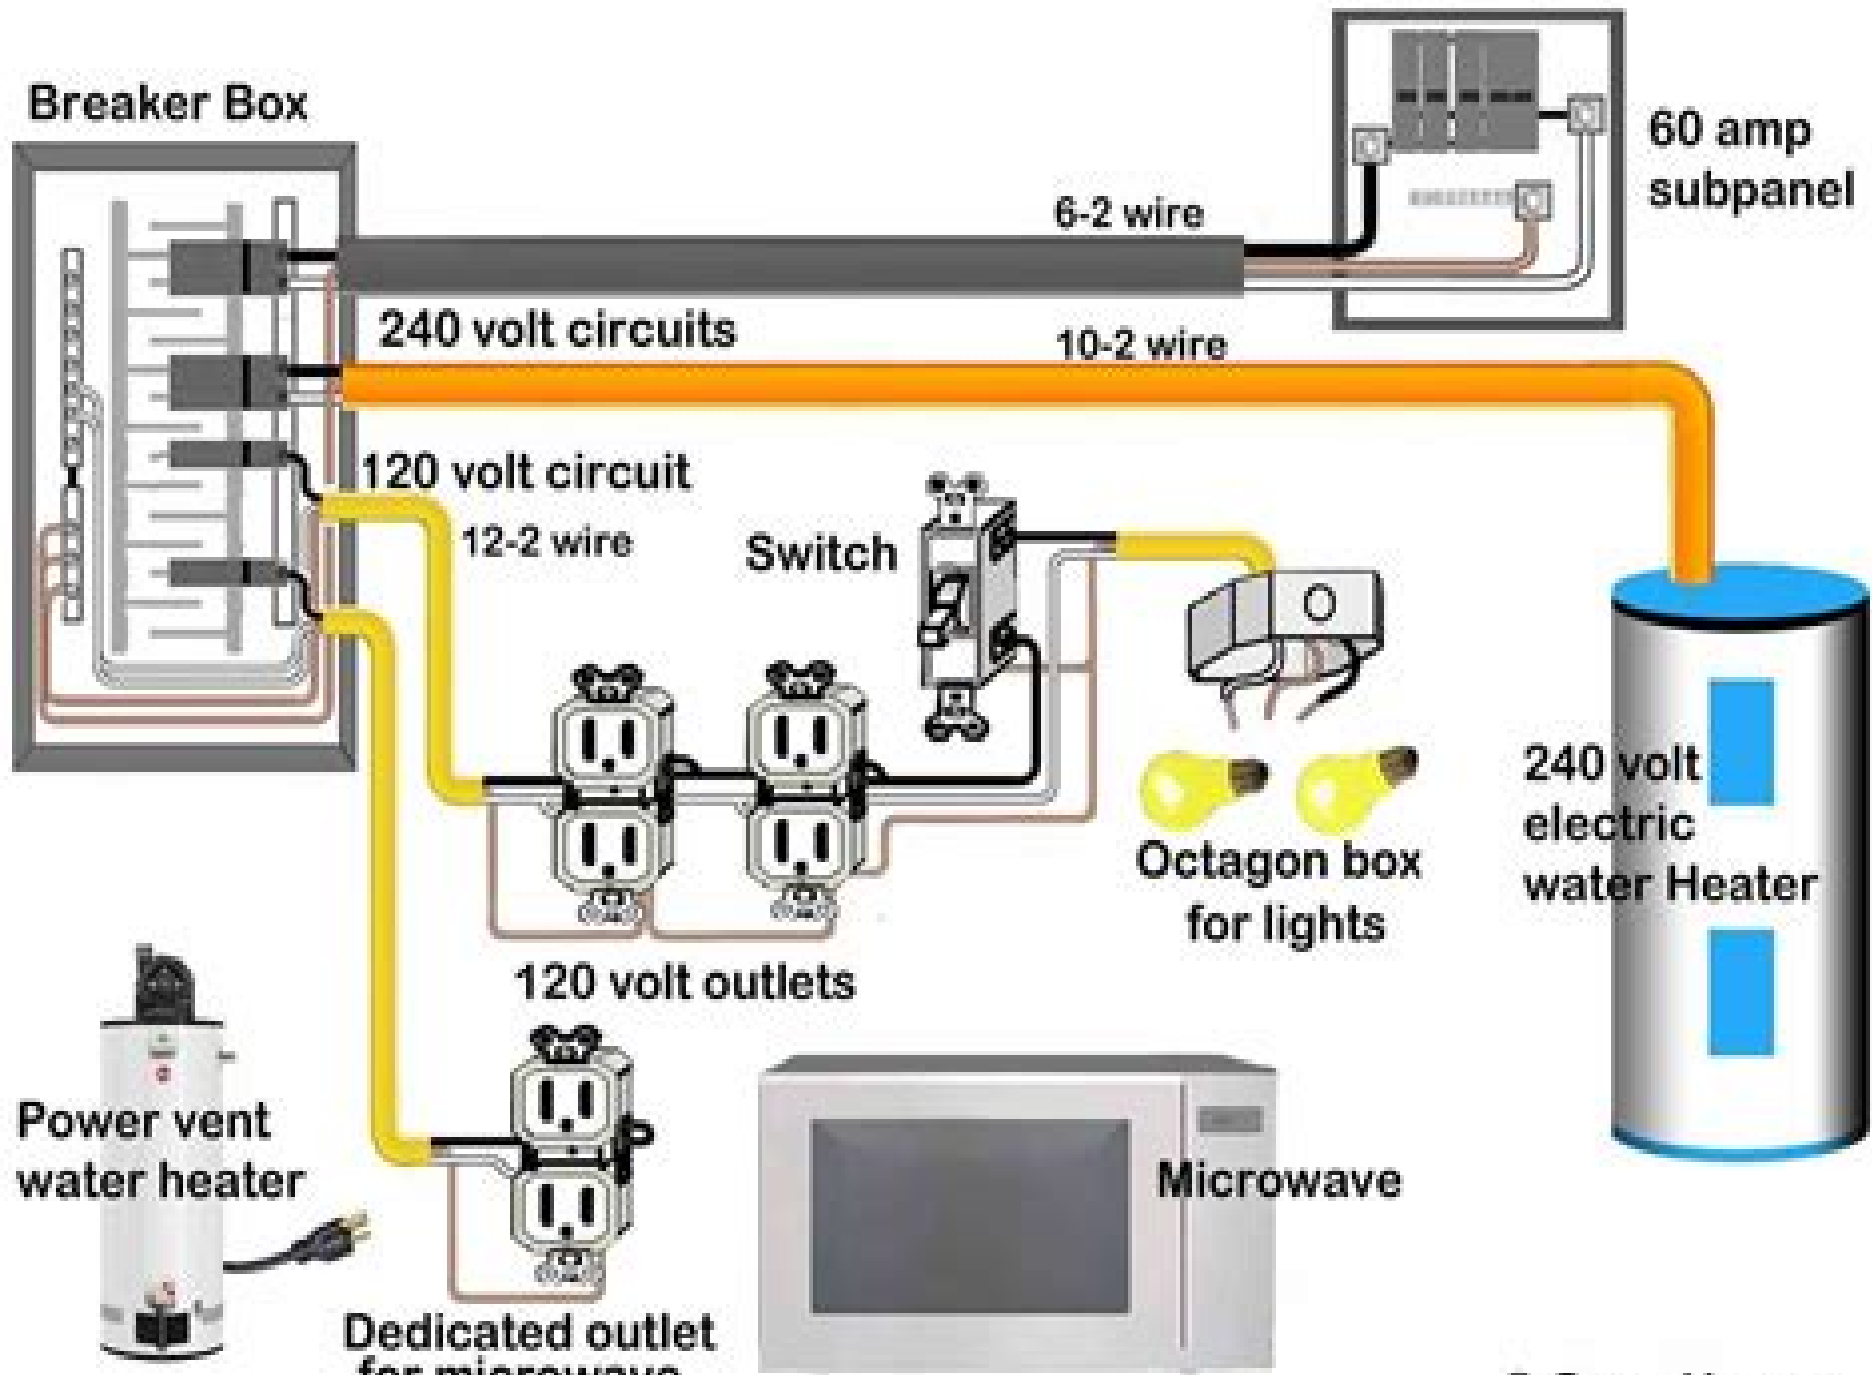 Breaker Box
60 amp
subpanel
6-2 wire
240 volt circuits
10-2 wire
120 volt circuit
12-2 wire
Switch
240 volt
electric
water Heater
Octagon box
for lights
120 volt outlets
Power vent
water heater
Microwave
Dedicated outlet
for microwave